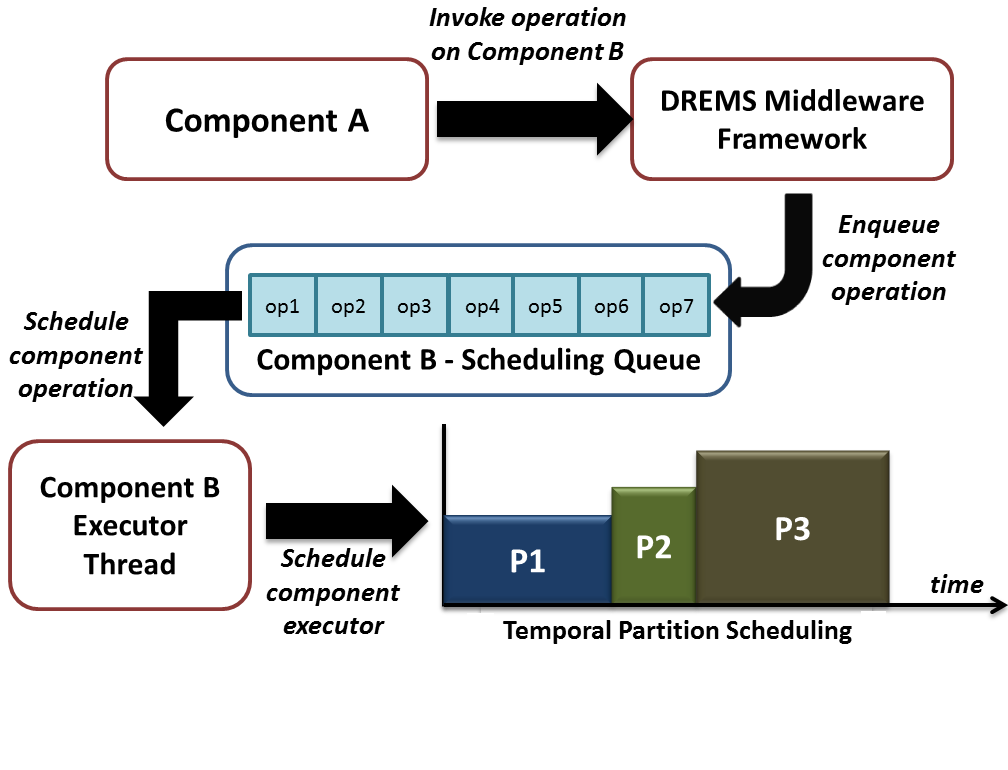 Invoke operation
on Component B
Component A
DREMS Middleware
Framework
Enqueue
component
operation
op1 op2 op3 op4 op5 op6 op7
Component B - Scheduling Queue
Schedule
component
operation
Component B
Executor
Thread
Schedule
component
executor
P1
P2
P3
time
Temporal Partition Scheduling